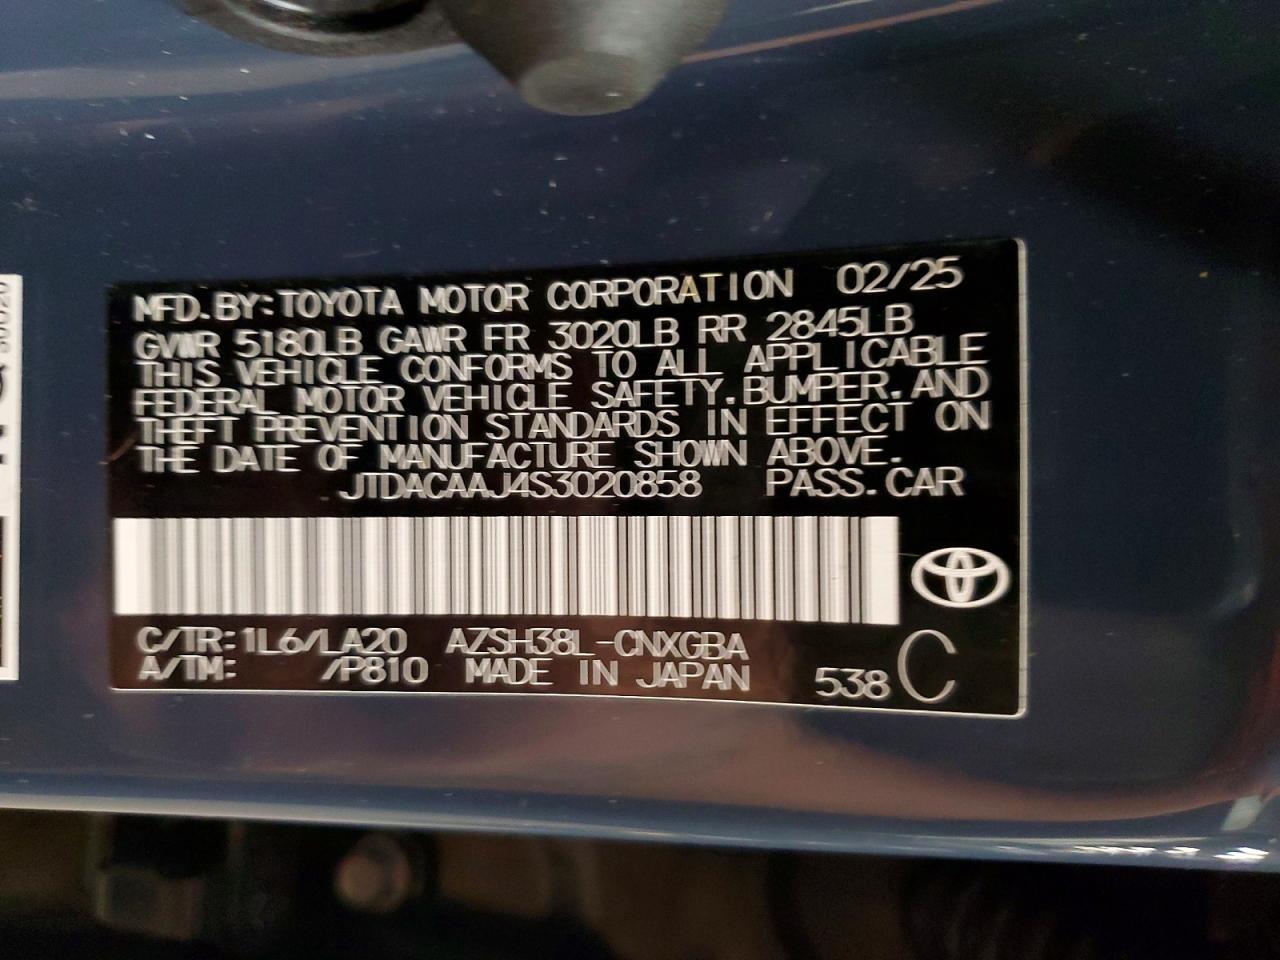 MFD.BY:TOYOTA MOTOR CORPORATION 02/25
GVWR 5180LB GAWR FR 3020LB RR 2845LB
THIS VEHICLE CONFORMS TO ALL APPLICABLE
FEDERAL MOTOR VEHICLE SAFETY,BUMPER,AND
THEFT PREVENTION STANDARDS IN EFFECT ON
THE DATE OF MANUFACTURE SHOWN ABOVE.
JTDACAAJ4S3020858 PASS.CAR
C/TR:1L6/LA20 AZSH38L-CNXGBA
A/TM: /P810 MADE IN JAPAN 538 C